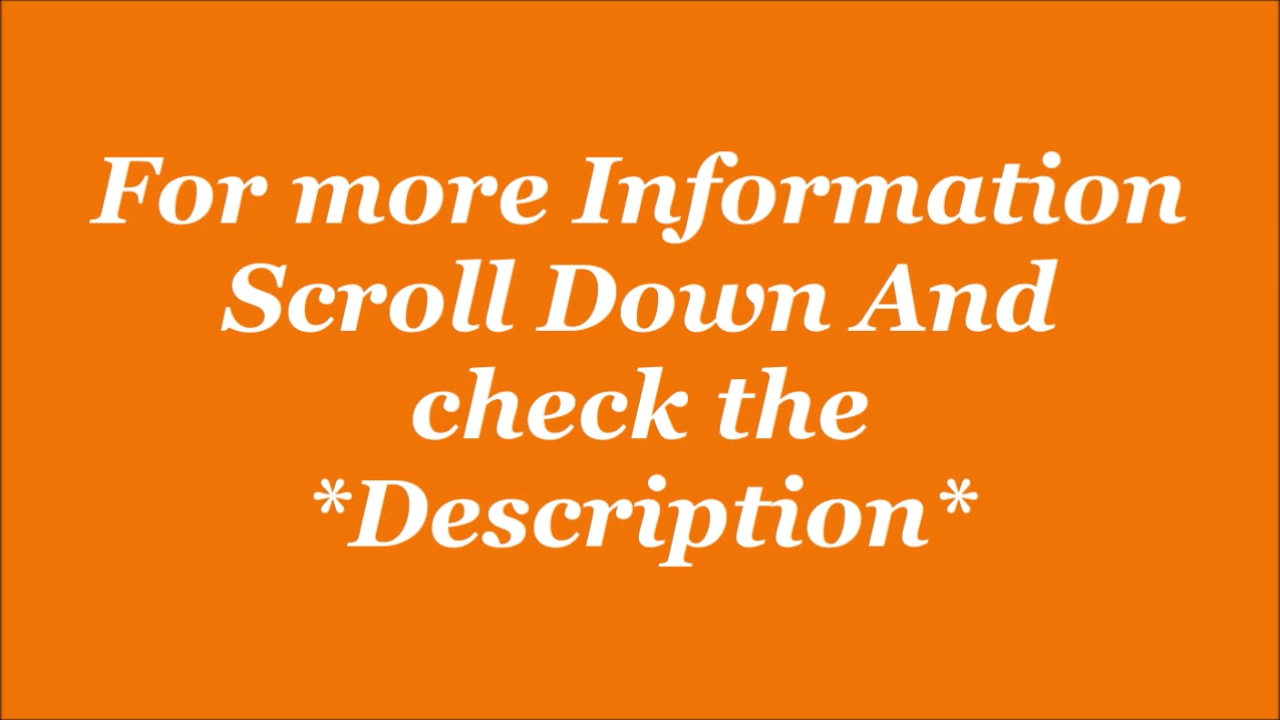 For more Information
Scroll Down And
check the
*Description*